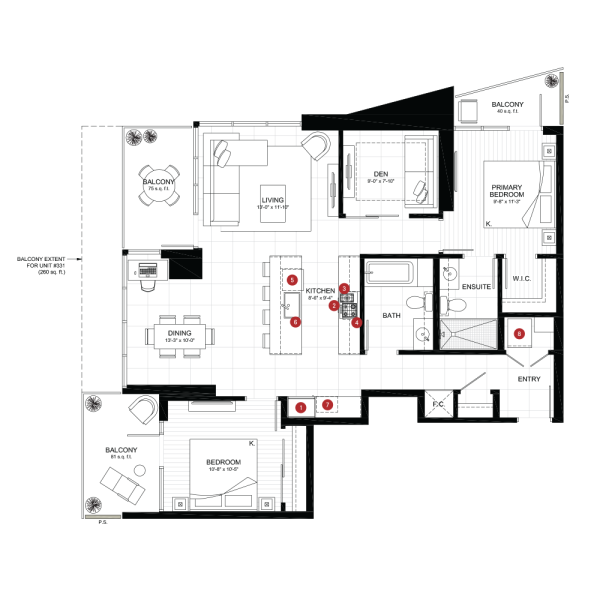 BALCONY
40 s.q. f.t.
P.S.
BALCONY
75 s.q. f.t.
LIVING
13'-0" x 11'-10"
DEN
9'-0" x 7'-10"
PRIMARY
BEDROOM
8'-8" x 11'-3"
K.
BALCONY EXTENT
FOR UNIT #331
(260 sq. ft.)
5
KITCHEN
8'-6" x 9'-4"
3
2
4
6
ENSUITE
W.I.C.
BATH
DINING
13'-3" x 10'-0"
8
ENTRY
1
7
F.C.
BALCONY
81 s.q. f.t.
K.
BEDROOM
10'-8" x 10'-5"
P.S.